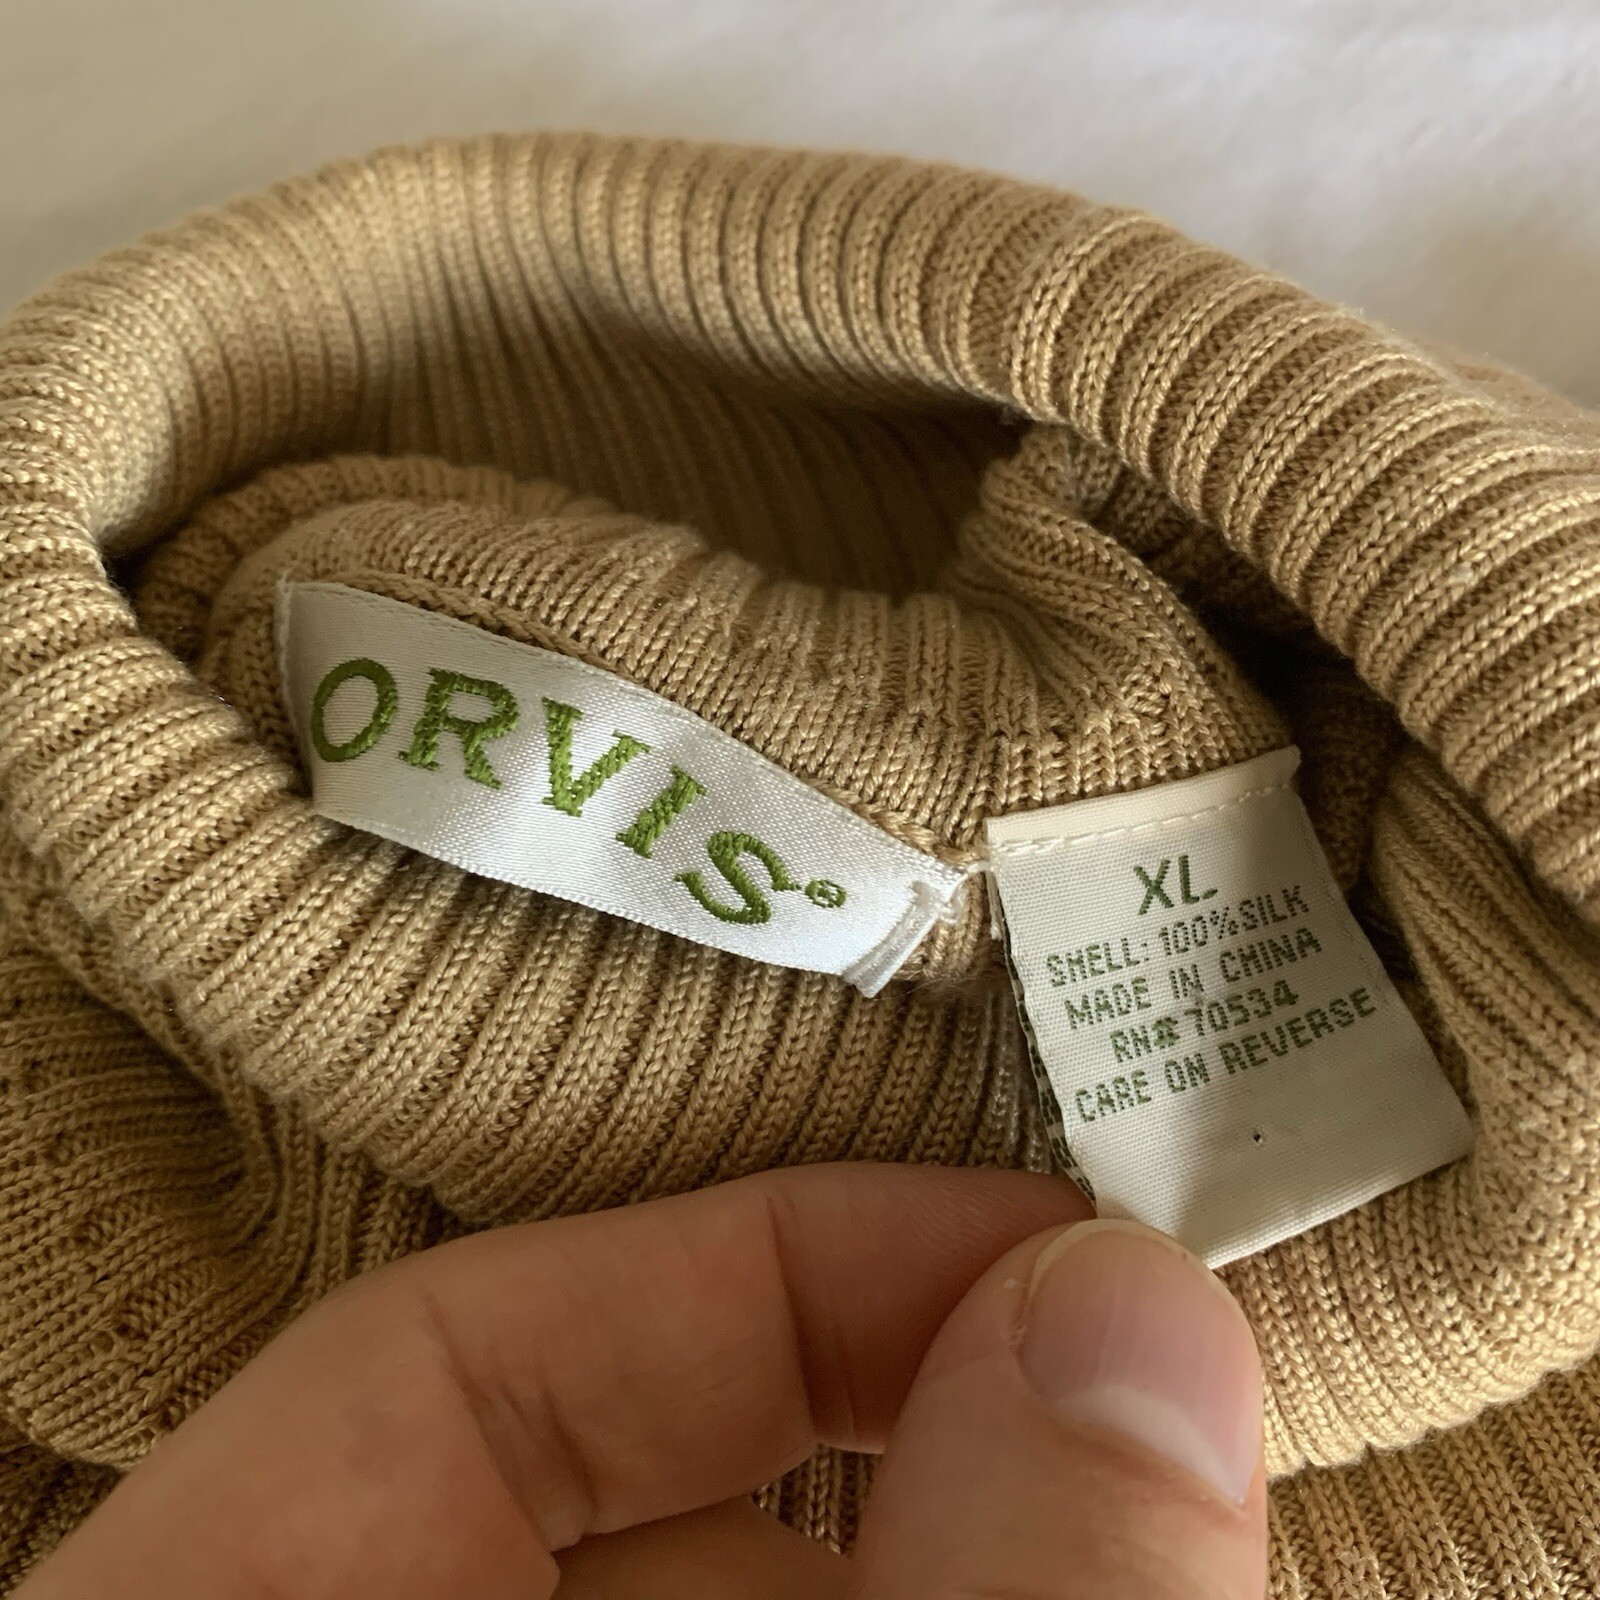 ORVIS®
XL
SHELL: 100% SILK
MADE IN CHINA
RN# 70534
CARE ON REVERSE